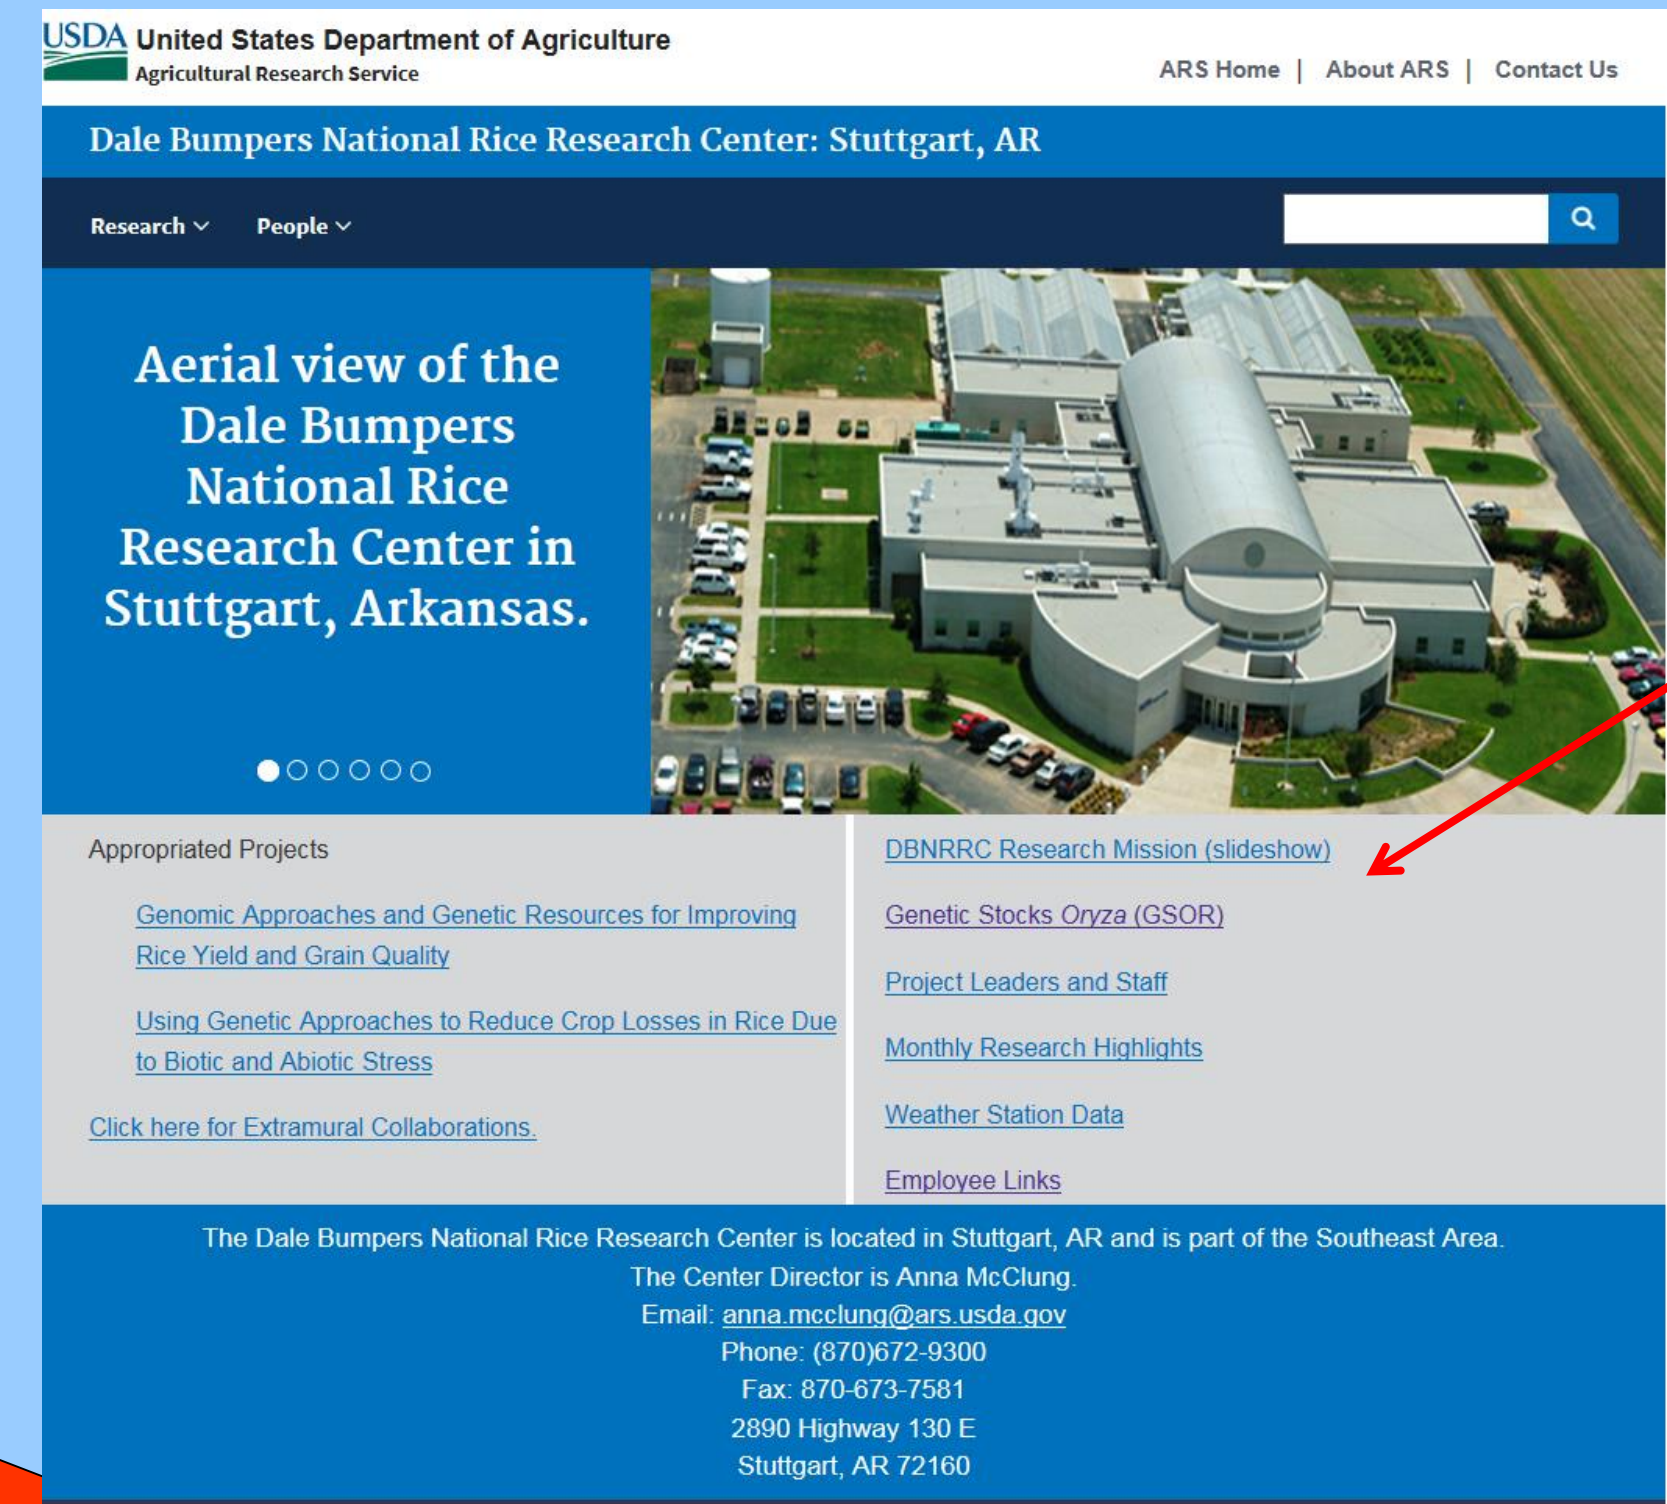 USDA United States Department of Agriculture
Agricultural Research Service
ARS Home | About ARS | Contact Us
Dale Bumpers National Rice Research Center: Stuttgart, AR
Research People
Aerial view of the
Dale Bumpers
National Rice
Research Center in
Stuttgart, Arkansas.
Appropriated Projects
Genomic Approaches and Genetic Resources for Improving
Rice Yield and Grain Quality
Using Genetic Approaches to Reduce Crop Losses in Rice Due
to Biotic and Abiotic Stress
Click here for Extramural Collaborations.
DBNRRC Research Mission (slideshow)
Genetic Stocks Oryza (GSOR)
Project Leaders and Staff
Monthly Research Highlights
Weather Station Data
Employee Links
The Dale Bumpers National Rice Research Center is located in Stuttgart, AR and is part of the Southeast Area.
The Center Director is Anna McClung.
Email: anna.mcclung@ars.usda.gov
Phone: (870)672-9300
Fax: 870-673-7581
2890 Highway 130 E
Stuttgart, AR 72160